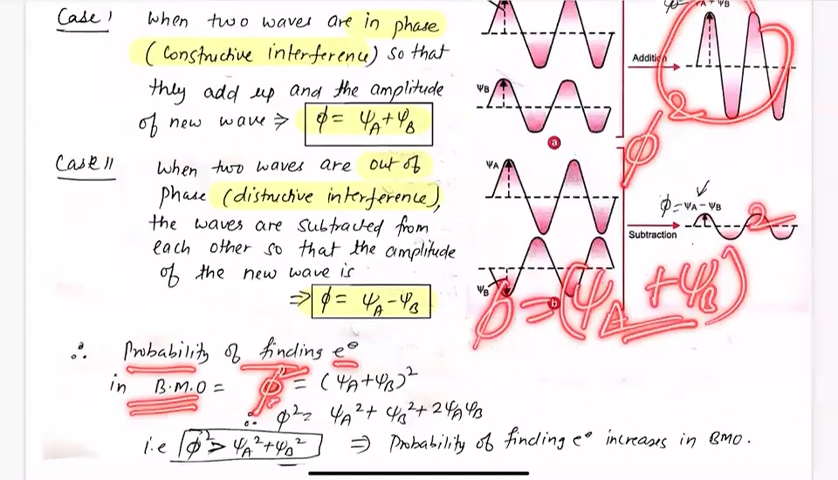 Case I when two waves are in phase
(Constructive interference) so that
they add up and the amplitude
of new wave ⇒ ϕ = ψA + ψB
Case II when two waves are out of
phase (distructive interference),
the waves are subtracted from
each other so that the amplitude
of the new wave is
⇒ ϕ = ψA - ψB
∴ Probability of finding e⊖
in B.M.O = ϕ² = (ψA + ψB)²
∴ ϕ² = ψA² + ψB² + 2ψAψB
i.e ϕ² > ψA² + ψB² ⇒ Probability of finding e⊖ increases in BMO.
ψB
a
Addition
ψA + ψB
2
ϕ
ψA
ψB
b
Subtraction
ϕ = ψA - ψB
2
ϕ = (ψA + ψB)